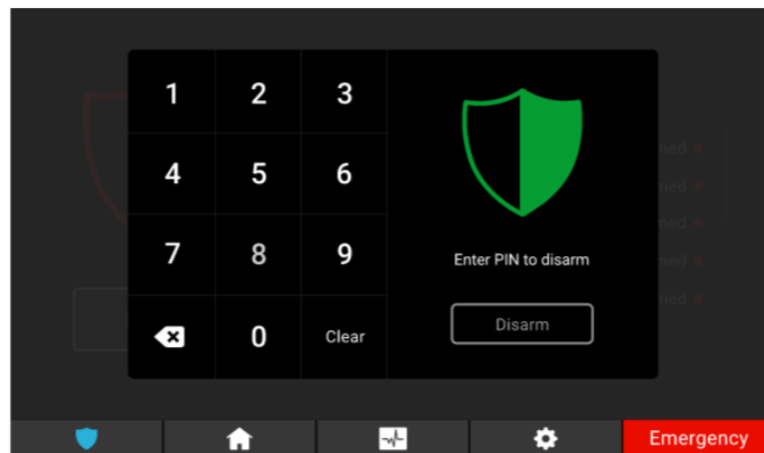 1 2 3
4 5 6
7 8 9
0 Clear
Enter PIN to disarm
Disarm
Emergency